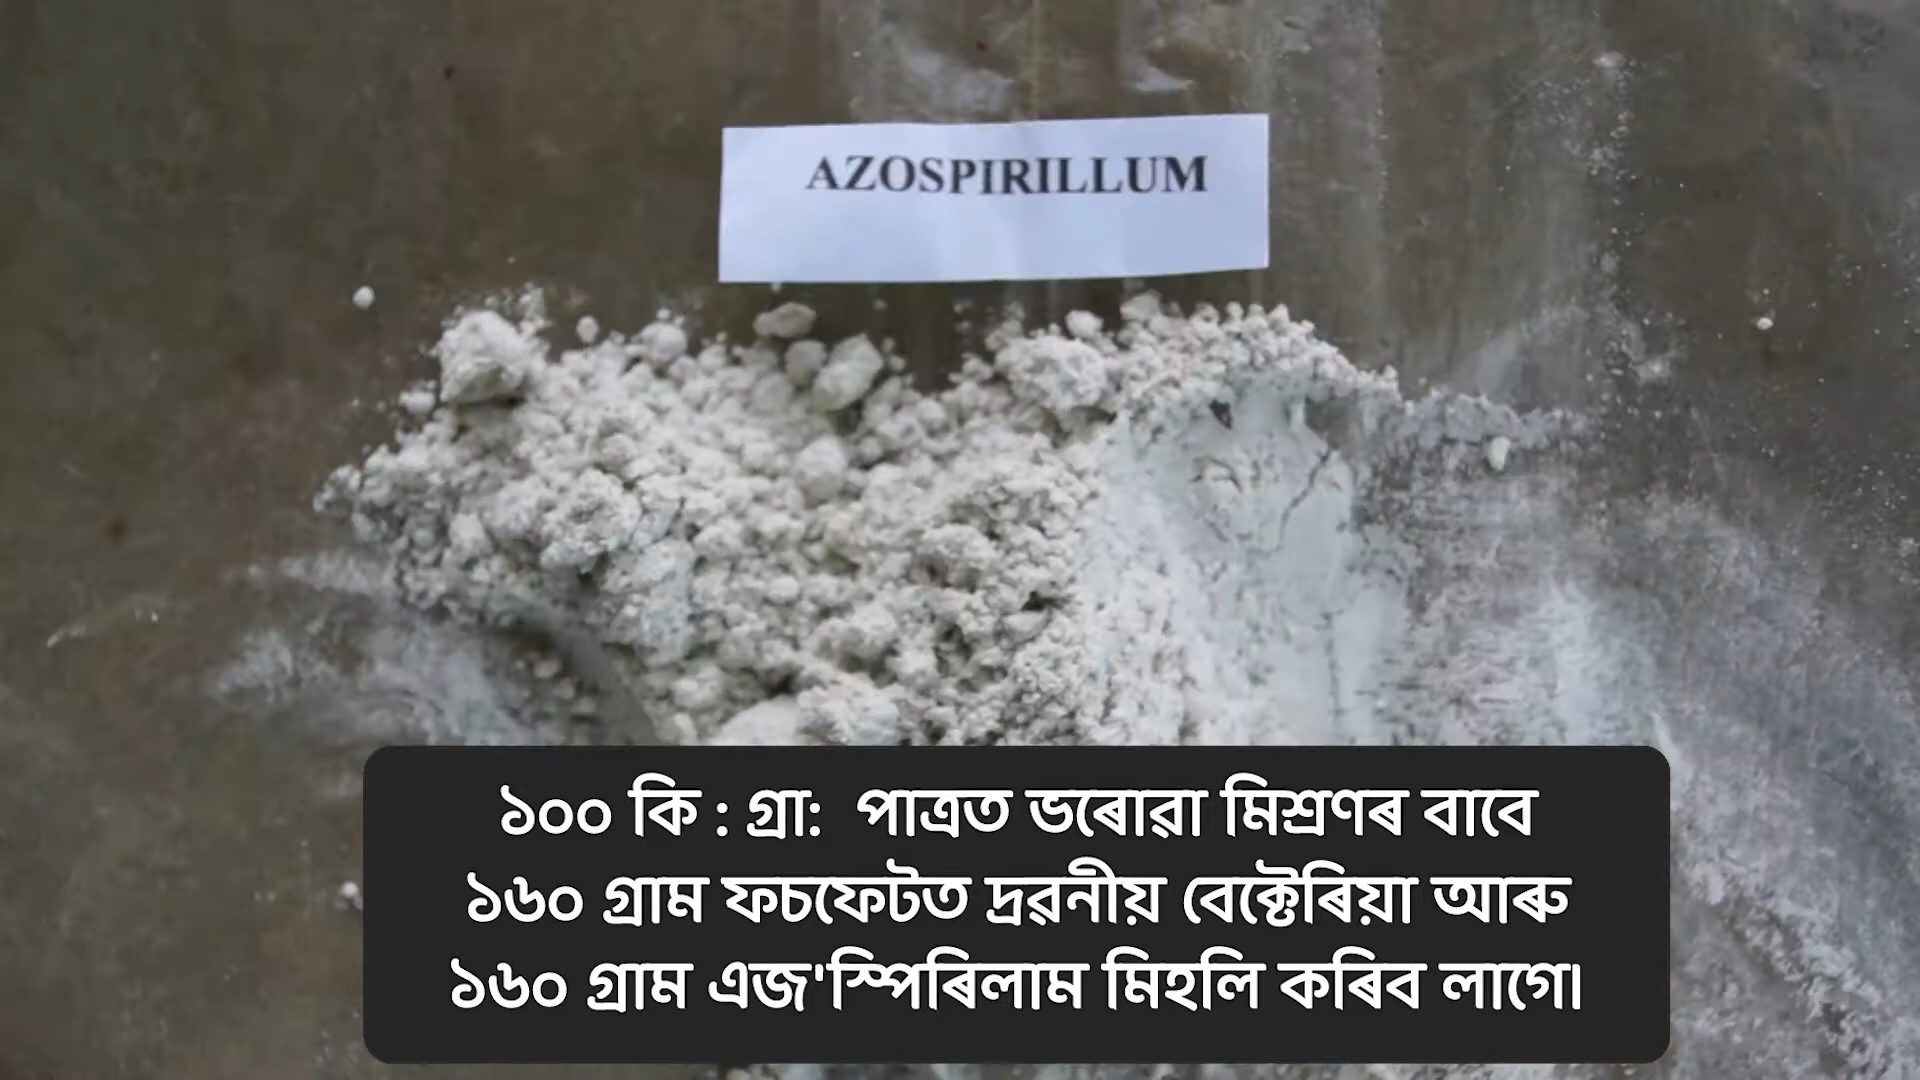 AZOSPIRILLUM
১০০ কি : গ্ৰা:  পাত্ৰত ভৰোৱা মিশ্ৰণৰ বাবে
১৬০ গ্ৰাম ফচফেটত দ্ৰৱনীয় বেক্টেৰিয়া আৰু
১৬০ গ্ৰাম এজ'স্পিৰিলাম মিহলি কৰিব লাগে।